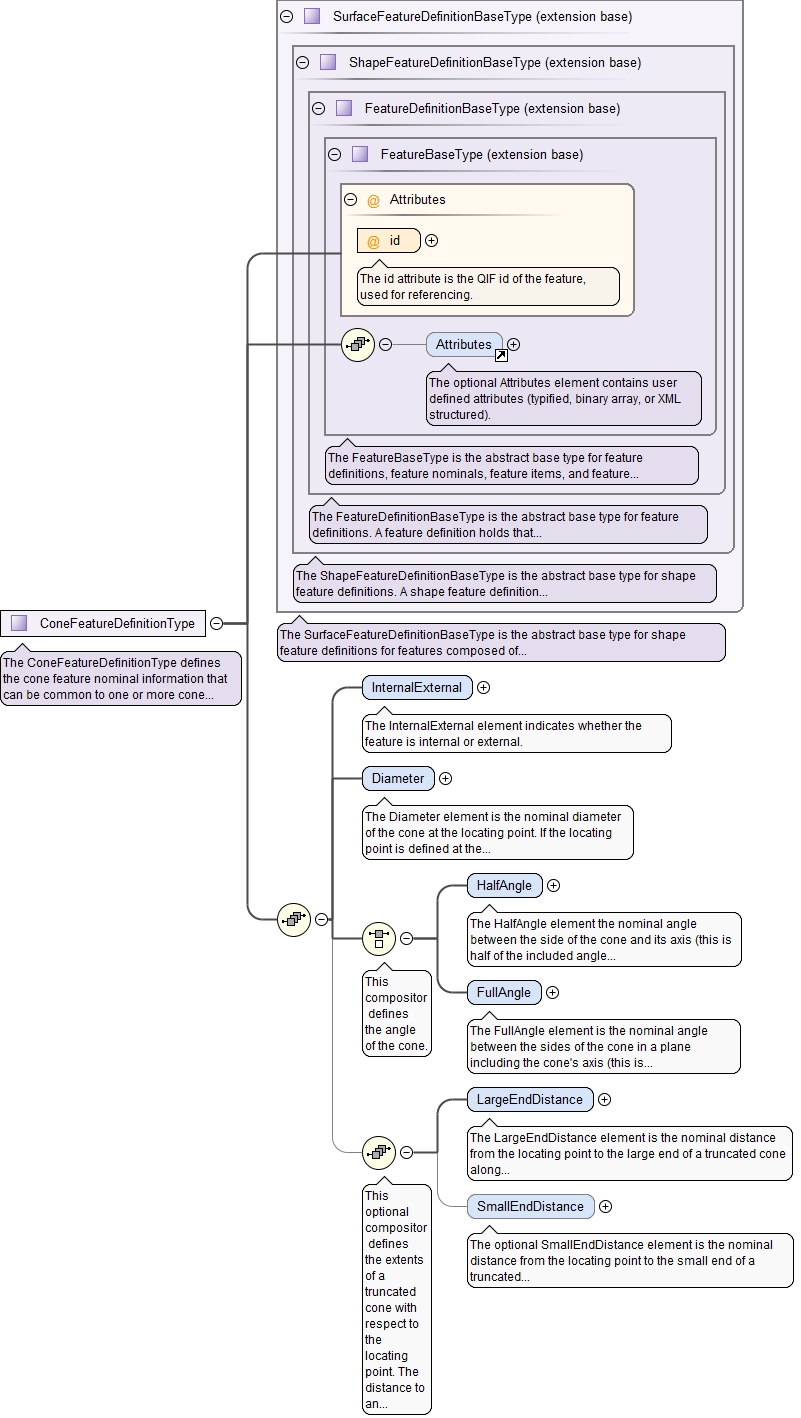 SurfaceFeatureDefinitionBaseType (extension base)
ShapeFeatureDefinitionBaseType (extension base)
FeatureDefinitionBaseType (extension base)
FeatureBaseType (extension base)
@ Attributes
@ id
The id attribute is the QIF id of the feature,
used for referencing.
Attributes
The optional Attributes element contains user
defined attributes (typified, binary array, or XML
structured).
The FeatureBaseType is the abstract base type for feature
definitions, feature nominals, feature items, and feature...
The FeatureDefinitionBaseType is the abstract base type for feature
definitions. A feature definition holds that...
The ShapeFeatureDefinitionBaseType is the abstract base type for shape
feature definitions. A shape feature definition...
The SurfaceFeatureDefinitionBaseType is the abstract base type for shape
feature definitions for features composed of...
ConeFeatureDefinitionType
The ConeFeatureDefinitionType defines
the cone feature nominal information that
can be common to one or more cone...
InternalExternal
The InternalExternal element indicates whether the
feature is internal or external.
Diameter
The Diameter element is the nominal diameter
of the cone at the locating point. If the locating
point is defined at the...
This
compositor
defines
the angle
of the cone.
HalfAngle
The HalfAngle element the nominal angle
between the side of the cone and its axis (this is
half of the included angle...
FullAngle
The FullAngle element is the nominal angle
between the sides of the cone in a plane
including the cone's axis (this is...
This
optional
compositor
defines
the extents
of a
truncated
cone with
respect to
the
locating
point. The
distance to
an...
LargeEndDistance
The LargeEndDistance element is the nominal distance
from the locating point to the large end of a truncated cone
along...
SmallEndDistance
The optional SmallEndDistance element is the nominal
distance from the locating point to the small end of a
truncated...